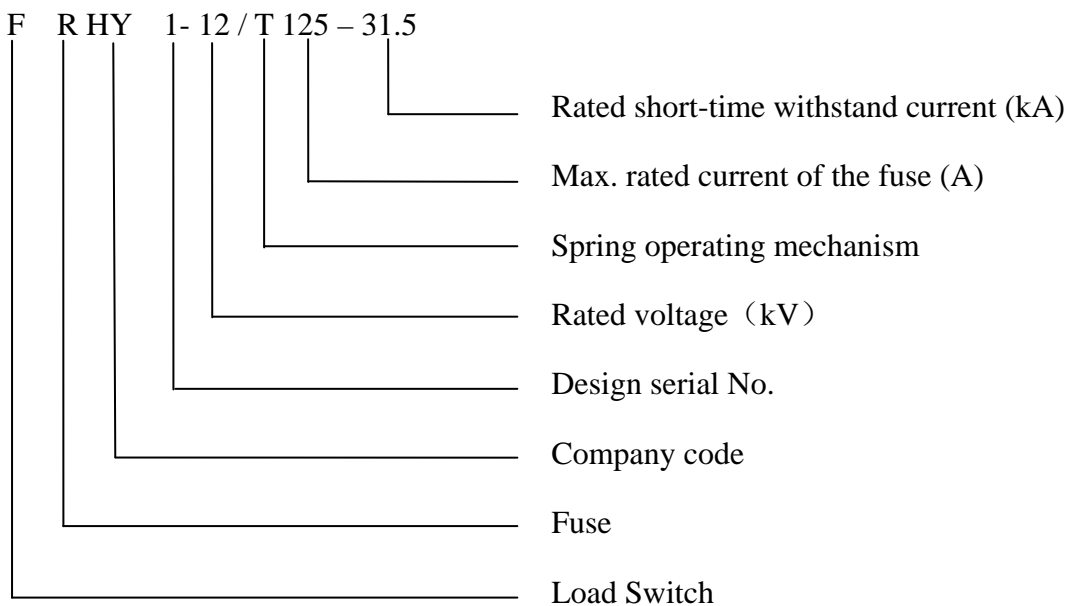 F R HY 1- 12 / T 125 – 31.5
Rated short-time withstand current (kA)
Max. rated current of the fuse (A)
Spring operating mechanism
Rated voltage（kV）
Design serial No.
Company code
Fuse
Load Switch